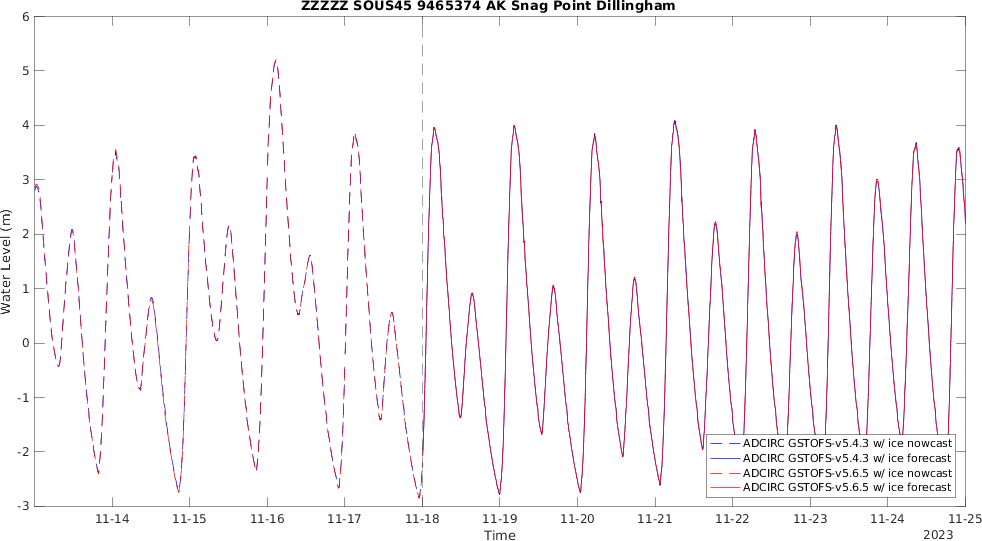 ZZZZZ SOUS45 9465374 AK Snag Point Dillingham
6
5
4
3
2
1
0
-1
-2
-3
Water Level (m)
ADCIRC GSTOFS-v5.4.3 w/ ice nowcast
ADCIRC GSTOFS-v5.4.3 w/ ice forecast
ADCIRC GSTOFS-v5.6.5 w/ ice nowcast
ADCIRC GSTOFS-v5.6.5 w/ ice forecast
11-14 11-15 11-16 11-17 11-18 11-19 11-20 11-21 11-22 11-23 11-24 11-25
Time 2023